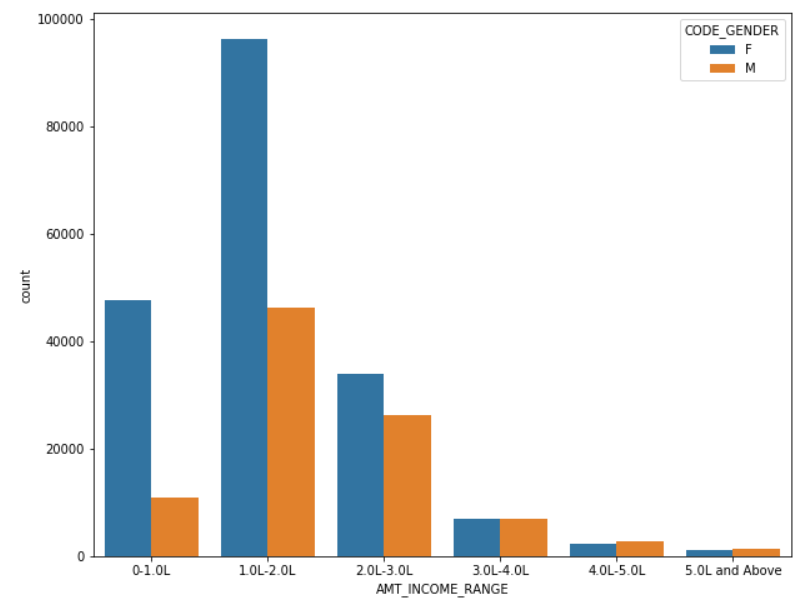 100000
80000
60000
40000
20000
0
count
CODE_GENDER
F
M
0-1.0L 1.0L-2.0L 2.0L-3.0L 3.0L-4.0L 4.0L-5.0L 5.0L and Above
AMT_INCOME_RANGE